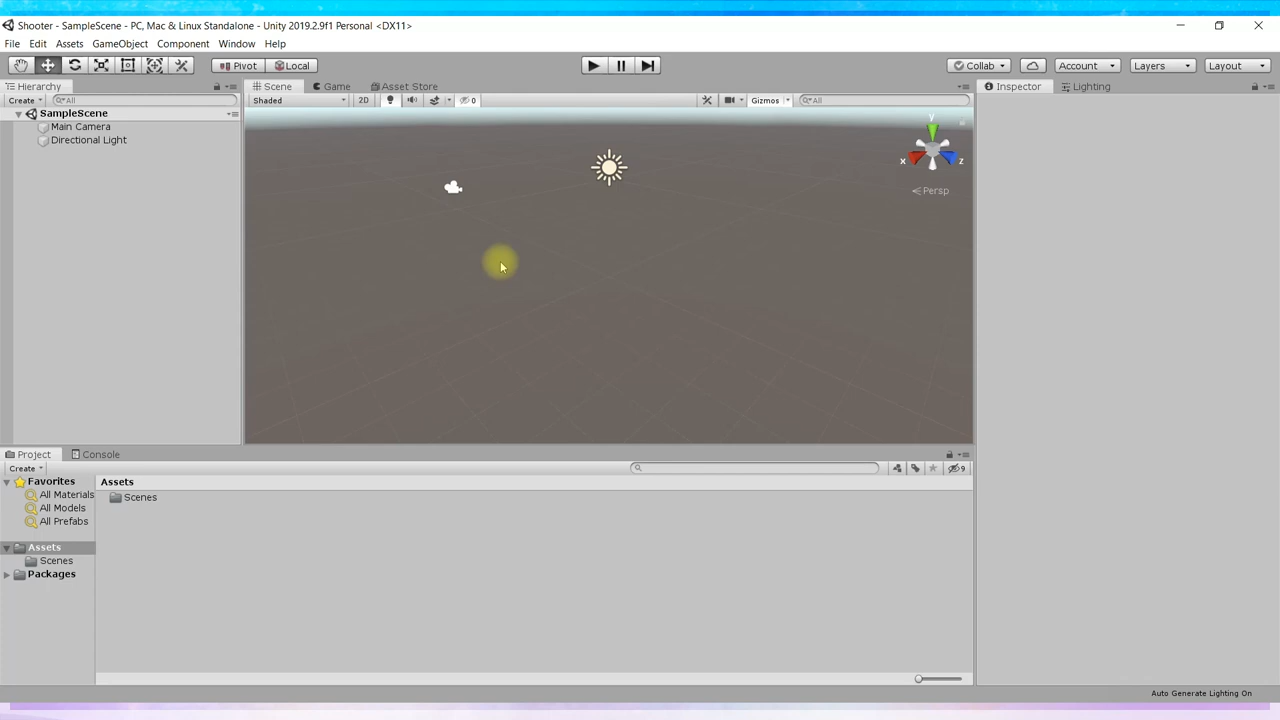 Shooter - SampleScene - PC, Mac & Linux Standalone - Unity 2019.2.9f1 Personal <DX11>
File Edit Assets GameObject Component Window Help
Pivot Local Collab Account Layers Layout
Hierarchy Scene Game Asset Store Inspector Lighting
Create All Shaded 2D 0 Gizmos All
SampleScene
Main Camera
Directional Light
y
x z
Persp
Project Console
Create 9
Favorites Assets
All Materials Scenes
All Models
All Prefabs
Assets
Scenes
Packages
Auto Generate Lighting On